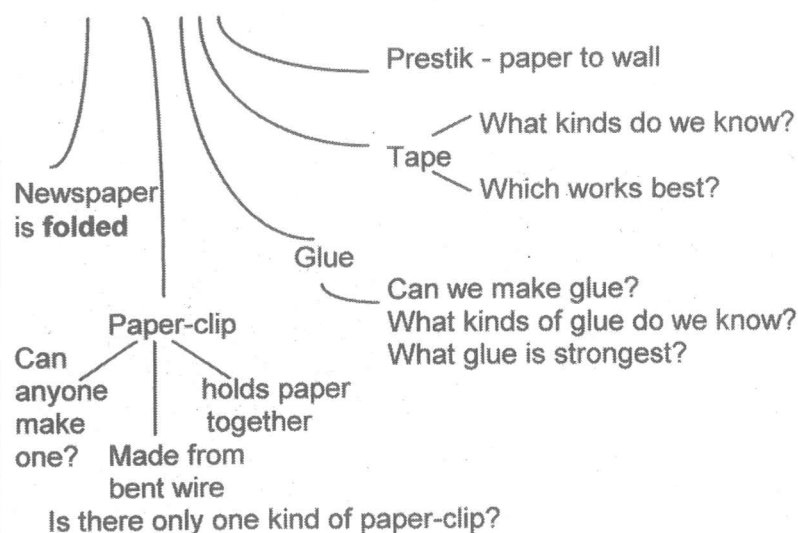 Prestik - paper to wall
What kinds do we know?
Tape
Which works best?
Newspaper
is folded
Glue
Can we make glue?
What kinds of glue do we know?
What glue is strongest?
Paper-clip
Can
anyone
make
one?
holds paper
together
Made from
bent wire
Is there only one kind of paper-clip?